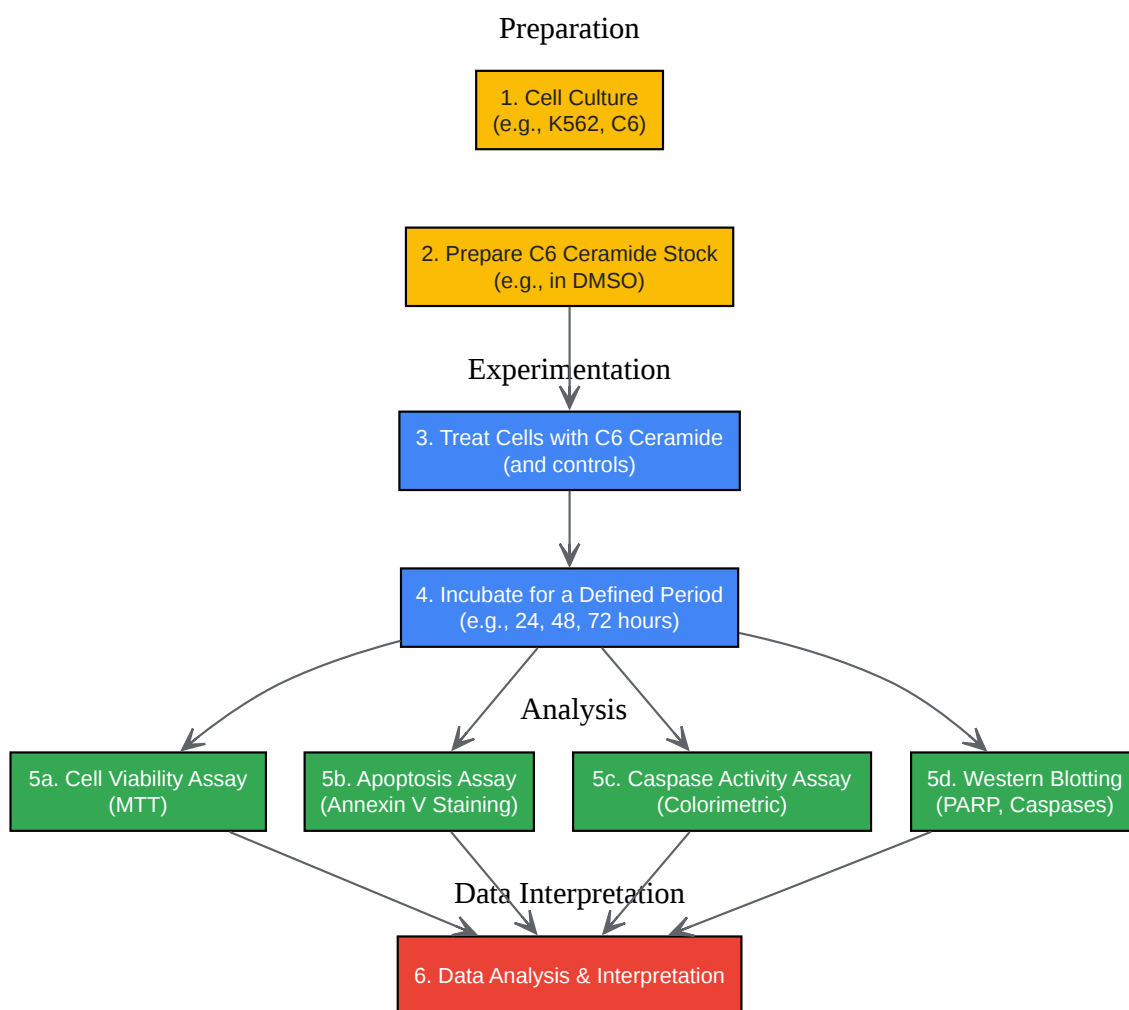 Preparation
1. Cell Culture
(e.g., K562, C6)
2. Prepare C6 Ceramide Stock
(e.g., in DMSO)
Experimentation
3. Treat Cells with C6 Ceramide
(and controls)
4. Incubate for a Defined Period
(e.g., 24, 48, 72 hours)
Analysis
5a. Cell Viability Assay
(MTT)
5b. Apoptosis Assay
(Annexin V Staining)
5c. Caspase Activity Assay
(Colorimetric)
5d. Western Blotting
(PARP, Caspases)
Data Interpretation
6. Data Analysis & Interpretation